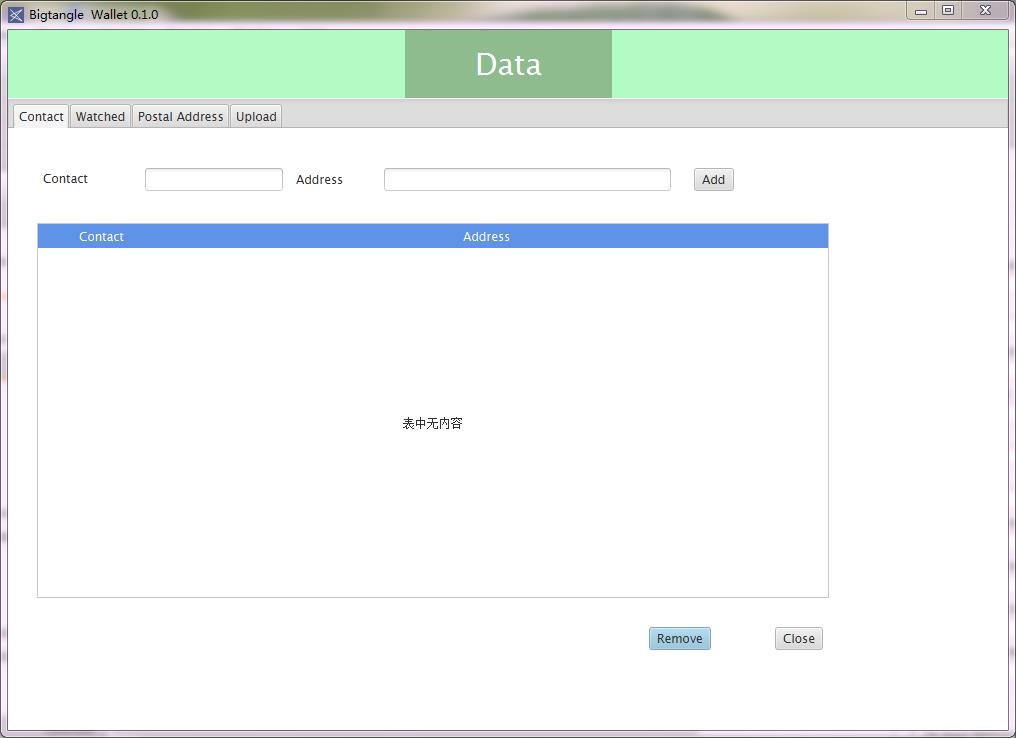 Bigtangle Wallet 0.1.0
Data
Contact Watched Postal Address Upload
Contact Address Add
Contact Address
表中无内容
Remove Close